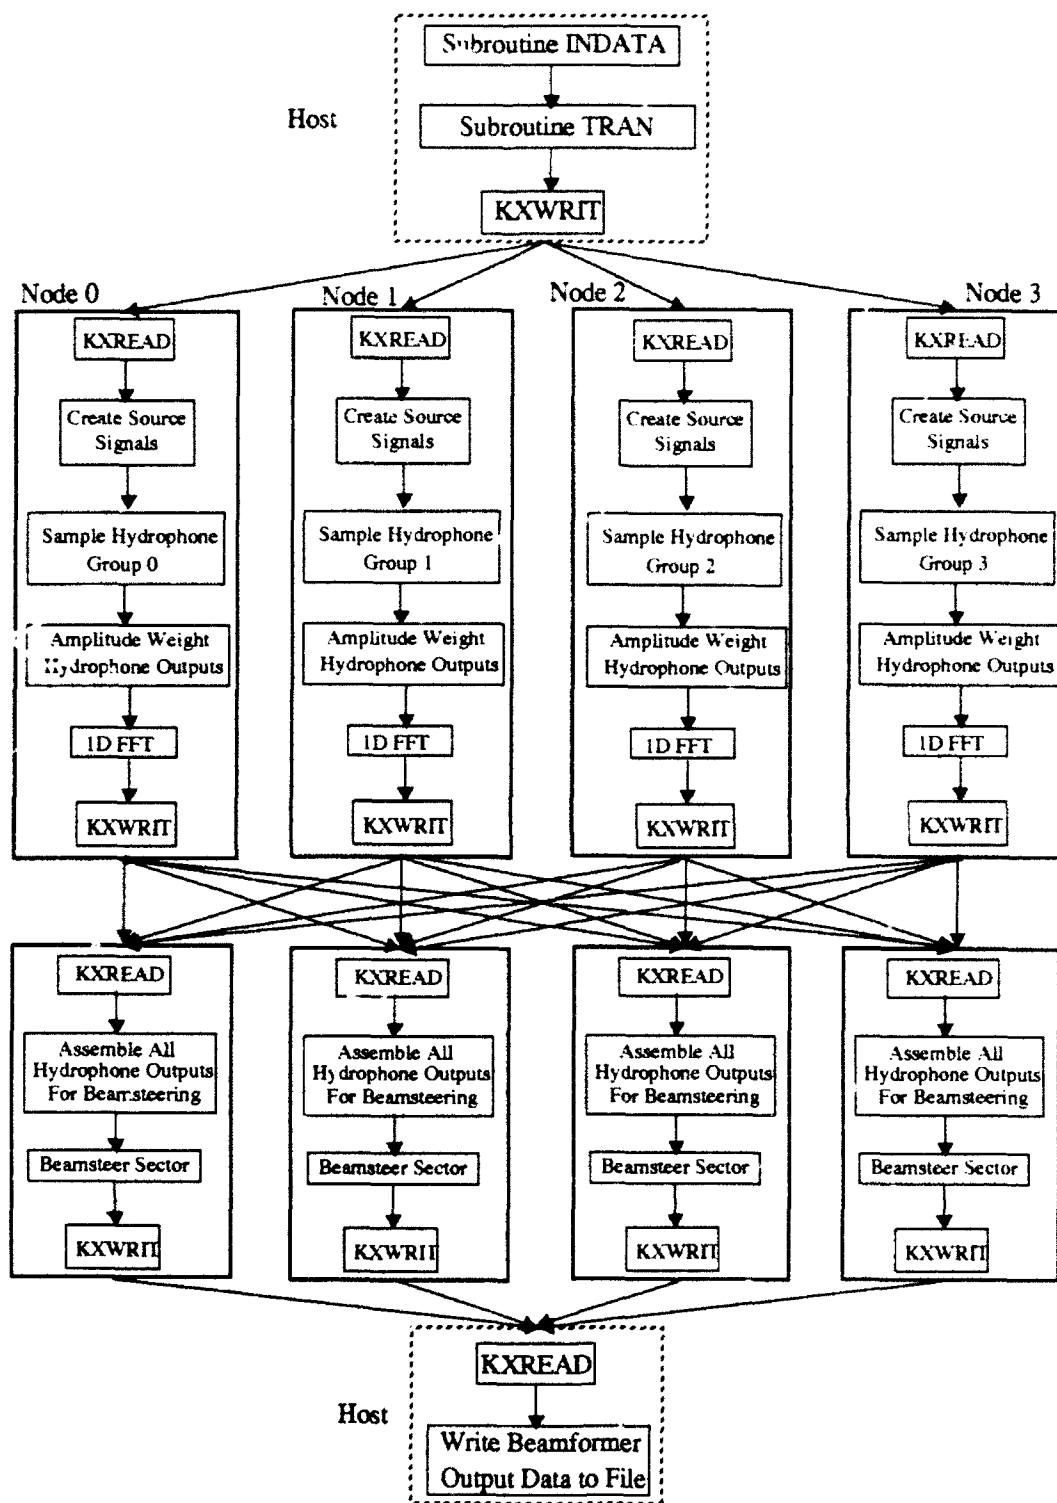 Subroutine INDATA
Host
Subroutine TRAN
KXWRIT
Node 0
Node 1
Node 2
Node 3
KXREAD
KXREAD
KXREAD
KXREAD
Create Source
Signals
Create Source
Signals
Create Source
Signals
Create Source
Signals
Sample Hydrophone
Group 0
Sample Hydrophone
Group 1
Sample Hydrophone
Group 2
Sample Hydrophone
Group 3
Amplitude Weight
Hydrophone Outputs
Amplitude Weight
Hydrophone Outputs
Amplitude Weight
Hydrophone Outputs
Amplitude Weight
Hydrophone Outputs
1D FFT
1D FFT
1D FFT
1D FFT
KXWRIT
KXWRIT
KXWRIT
KXWRIT
KXREAD
KXREAD
KXREAD
KXREAD
Assemble All
Hydrophone Outputs
For Beamsteering
Assemble All
Hydrophone Outputs
For Beamsteering
Assemble All
Hydrophone Outputs
For Beamsteering
Assemble All
Hydrophone Outputs
For Beamsteering
Beamsteer Sector
Beamsteer Sector
Beamsteer Sector
Beamsteer Sector
KXWRIT
KXWRIT
KXWRIT
KXWRIT
KXREAD
Host
Write Beamformer
Output Data to File